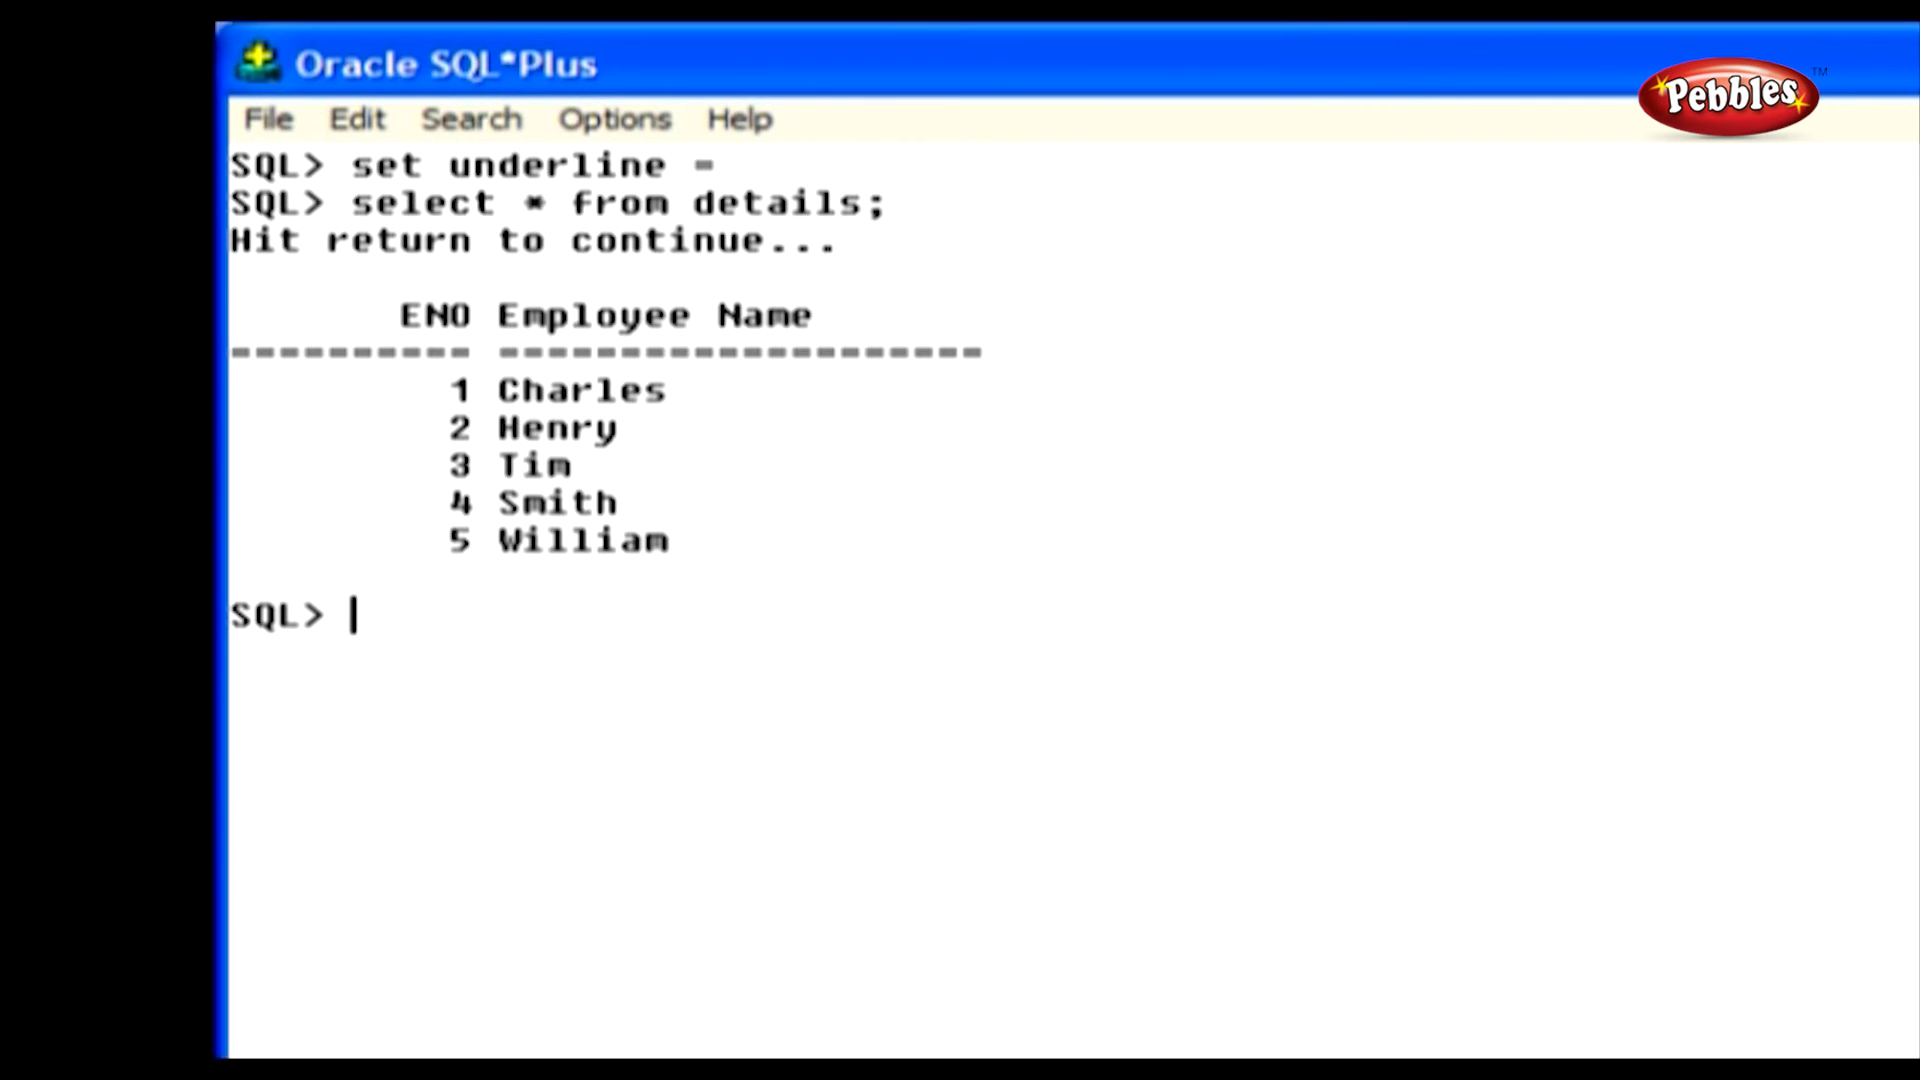 Oracle SQL*Plus
Pebbles TM
File Edit Search Options Help
SQL> set underline =
SQL> select * from details;
Hit return to continue...
ENO Employee Name
========== ====================
1 Charles
2 Henry
3 Tim
4 Smith
5 William
SQL>